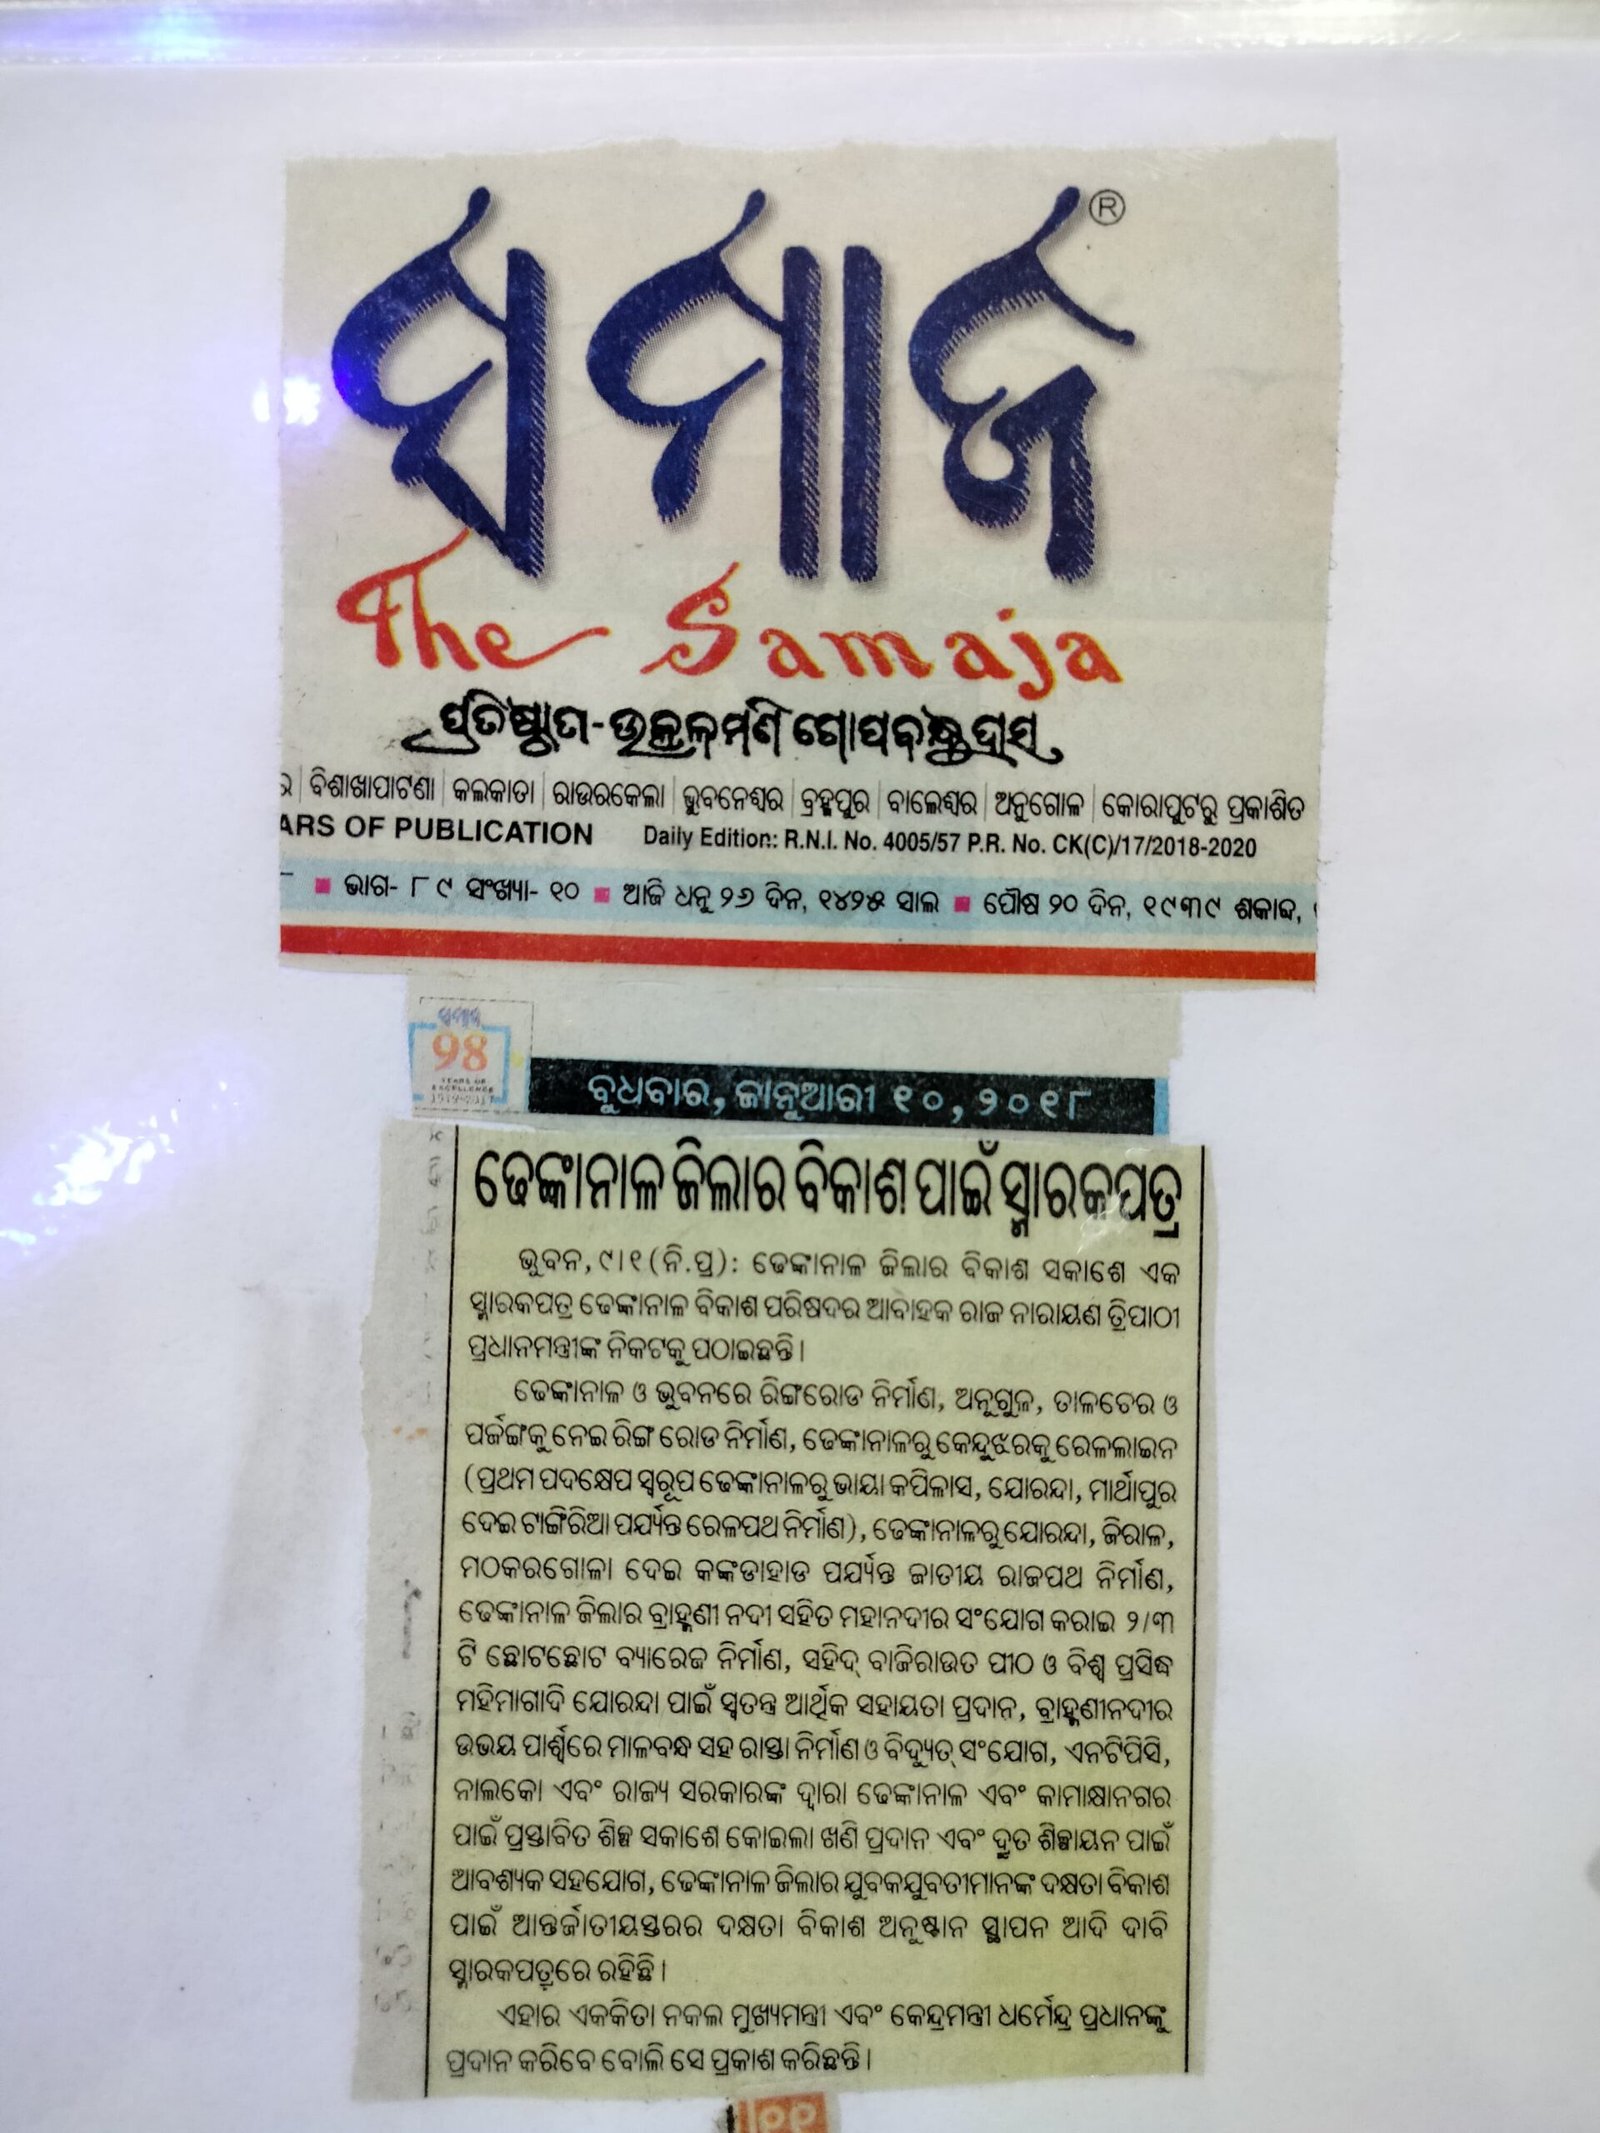 ସମାଜ ®
The Samaja
ପ୍ରତିଷ୍ଠାତା-ଉତ୍କଳମଣି ଗୋପବନ୍ଧୁ ଦାସ
ବିଶାଖାପାଟଣା | କଲକାତା | ରାଉରକେଲା | ଭୁବନେଶ୍ୱର | ବ୍ରହ୍ମପୁର | ବାଲେଶ୍ୱର | ଅନୁଗୋଳ | କୋରାପୁଟରୁ ପ୍ରକାଶିତ
ARS OF PUBLICATION Daily Edition: R.N.I. No. 4005/57 P.R. No. CK(C)/17/2018-2020
■ ଭାଗ- ୮୯ ସଂଖ୍ୟା- ୧୦ ■ ଆଜି ଧନୁ ୨୬ ଦିନ, ୧୪୨୫ ସାଲ ■ ପୌଷ ୨୦ ଦିନ, ୧୯୩୯ ଶକାବ୍ଦ,
ସମାଜ
୨୪
YEARS OF
EXCELLENCE
ବୁଧବାର, ଜାନୁଆରୀ ୧୦, ୨୦୧୮
ଢେଙ୍କାନାଳ ଜିଲାର ବିକାଶ ପାଇଁ ସ୍ମାରକପତ୍ର
ଭୁବନ, ୯।୧ (ନି.ପ୍ର): ଢେଙ୍କାନାଳ ଜିଲାର ବିକାଶ ସକାଶେ ଏକ
ସ୍ମାରକପତ୍ର ଢେଙ୍କାନାଳ ବିକାଶ ପରିଷଦର ଆବାହକ ରାଜ ନାରାୟଣ ତ୍ରିପାଠୀ
ପ୍ରଧାନମନ୍ତ୍ରୀଙ୍କ ନିକଟକୁ ପଠାଇଛନ୍ତି।
ଢେଙ୍କାନାଳ ଓ ଭୁବନରେ ରିଙ୍ଗରୋଡ ନିର୍ମାଣ, ଅନୁଗୁଳ, ତାଳଚେର ଓ
ପର୍ଜଙ୍ଗକୁ ନେଇ ରିଙ୍ଗ ରୋଡ ନିର୍ମାଣ, ଢେଙ୍କାନାଳରୁ କେନ୍ଦୁଝରକୁ ରେଳଲାଇନ
(ପ୍ରଥମ ପଦକ୍ଷେପ ସ୍ୱରୂପ ଢେଙ୍କାନାଳରୁ ଭାୟା କପିଳାସ, ଯୋରନ୍ଦା, ମାର୍ଥାପୁର
ଦେଇ ଟାଙ୍ଗିରିଆ ପର୍ଯ୍ୟନ୍ତ ରେଳପଥ ନିର୍ମାଣ), ଢେଙ୍କାନାଳରୁ ଯୋରନ୍ଦା, ଜିରାଳ,
ମଠକରଗୋଳା ଦେଇ କଙ୍କଡାହାଡ ପର୍ଯ୍ୟନ୍ତ ଜାତୀୟ ରାଜପଥ ନିର୍ମାଣ,
ଢେଙ୍କାନାଳ ଜିଲାର ବ୍ରାହ୍ମଣୀ ନଦୀ ସହିତ ମହାନଦୀର ସଂଯୋଗ କରାଇ ୨/୩
ଟି ଛୋଟଛୋଟ ବ୍ୟାରେଜ ନିର୍ମାଣ, ସହିଦ୍ ବାଜିରାଉତ ପୀଠ ଓ ବିଶ୍ୱ ପ୍ରସିଦ୍ଧ
ମହିମାଗାଦି ଯୋରନ୍ଦା ପାଇଁ ସ୍ୱତନ୍ତ୍ର ଆର୍ଥିକ ସହାୟତା ପ୍ରଦାନ, ବ୍ରାହ୍ମଣୀନଦୀର
ଉଭୟ ପାର୍ଶ୍ୱରେ ମାଳବନ୍ଧ ସହ ରାସ୍ତା ନିର୍ମାଣ ଓ ବିଦ୍ୟୁତ୍ ସଂଯୋଗ, ଏନଟିପିସି,
ନାଲକୋ ଏବଂ ରାଜ୍ୟ ସରକାରଙ୍କ ଦ୍ୱାରା ଢେଙ୍କାନାଳ ଏବଂ କାମାକ୍ଷାନଗର
ପାଇଁ ପ୍ରସ୍ତାବିତ ଶିଳ୍ପ ସକାଶେ କୋଇଲା ଖଣି ପ୍ରଦାନ ଏବଂ ଦ୍ରୁତ ଶିଳ୍ପାୟନ ପାଇଁ
ଆବଶ୍ୟକ ସହଯୋଗ, ଢେଙ୍କାନାଳ ଜିଲାର ଯୁବକଯୁବତୀମାନଙ୍କ ଦକ୍ଷତା ବିକାଶ
ପାଇଁ ଆନ୍ତର୍ଜାତୀୟସ୍ତରର ଦକ୍ଷତା ବିକାଶ ଅନୁଷ୍ଠାନ ସ୍ଥାପନ ଆଦି ଦାବି
ସ୍ମାରକପତ୍ରରେ ରହିଛି।
ଏହାର ଏକକିତା ନକଲ ମୁଖ୍ୟମନ୍ତ୍ରୀ ଏବଂ କେନ୍ଦ୍ରମନ୍ତ୍ରୀ ଧର୍ମେନ୍ଦ୍ର ପ୍ରଧାନଙ୍କୁ
ପ୍ରଦାନ କରିବେ ବୋଲି ସେ ପ୍ରକାଶ କରିଛନ୍ତି।